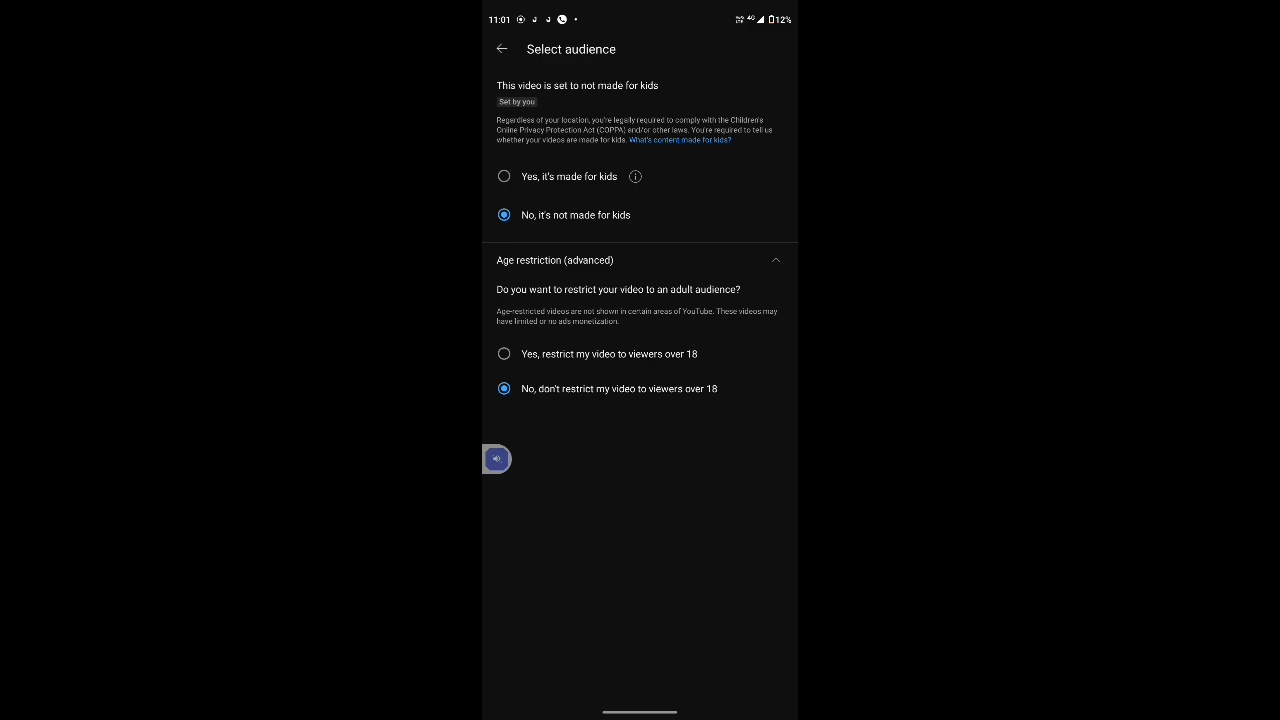 11:01
4G
12%
Select audience
This video is set to not made for kids
Set by you
Regardless of your location, you're legally required to comply with the Children's
Online Privacy Protection Act (COPPA) and/or other laws. You're required to tell us
whether your videos are made for kids. What's content made for kids?
Yes, it's made for kids
No, it's not made for kids
Age restriction (advanced)
Do you want to restrict your video to an adult audience?
Age-restricted videos are not shown in certain areas of YouTube. These videos may
have limited or no ads monetization.
Yes, restrict my video to viewers over 18
No, don't restrict my video to viewers over 18